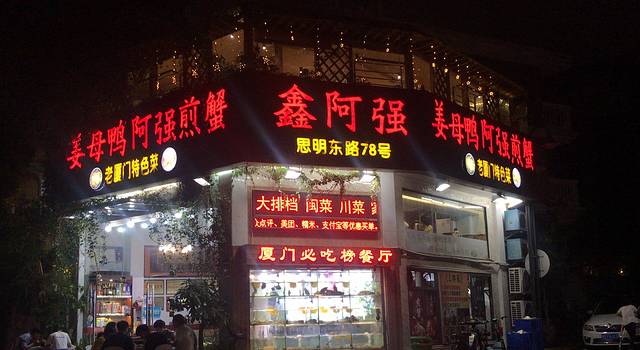 姜母鸭阿强煎蟹
老厦门特色菜
鑫阿强
思明东路78号
姜母鸭阿强煎蟹
老厦门特色菜
大排档 闽菜 川菜
点评、美团、糯米、支付宝等优惠买单
厦门必吃榜餐厅